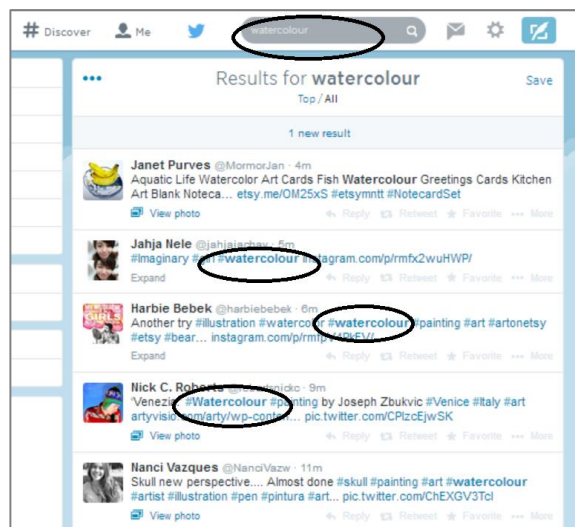 # Discover Me watercolour
••• Results for watercolour Save
Top / All
1 new result
Janet Purves @MormorJan · 4m
Aquatic Life Watercolor Art Cards Fish Watercolour Greetings Cards Kitchen
Art Blank Noteca... etsy.me/OM25xS #etsymntt #NotecardSet
View photo Reply Retweet Favorite ••• More
Jahja Nele · 5m
#Imaginary #watercolour instagram.com/p/rmfx2wuHWP/
Expand Reply Retweet Favorite ••• More
Harbie Bebek @harbiebebek · 6m
Another try #illustration #watercolor #watercolour #painting #art #artonetsy
#etsy #bear... instagram.com/p/rmfpV4PkEV/
Expand Reply Retweet Favorite ••• More
Nick C. Roberts · 9m
'Venezia' #Watercolour #painting by Joseph Zbukvic #Venice #Italy #art
artyvisio.com/arty/wp-conten... pic.twitter.com/CPlzcEjwSK
View photo Reply Retweet Favorite ••• More
Nanci Vazques @NanciVazw · 11m
Skull new perspective.... Almost done #skull #painting #art #watercolour
#artist #illustration #pen #pintura #art... pic.twitter.com/ChEXGV3Tcl
View photo Reply Retweet Favorite ••• More